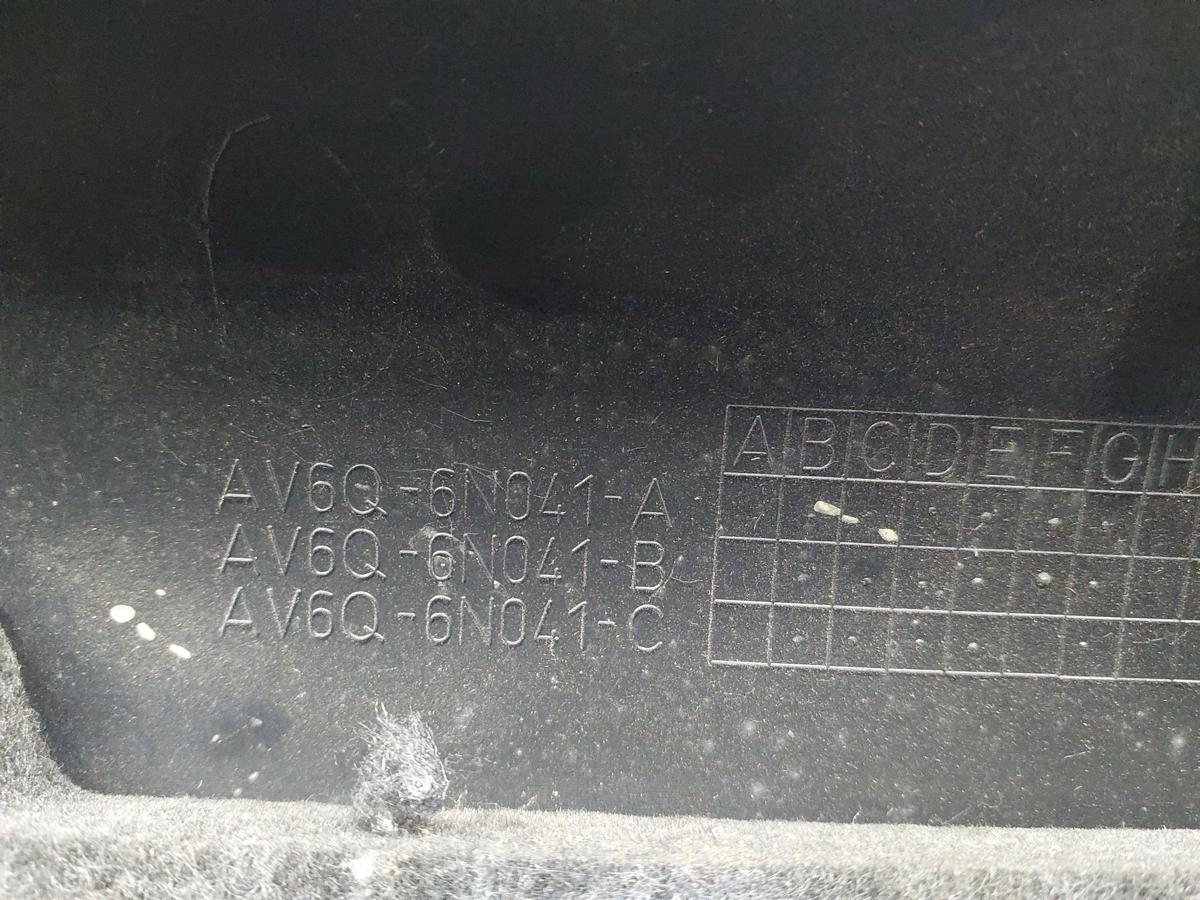 AV6Q-6N041-A
AV6Q-6N041-B
AV6Q-6N041-C
A B C D E F G H